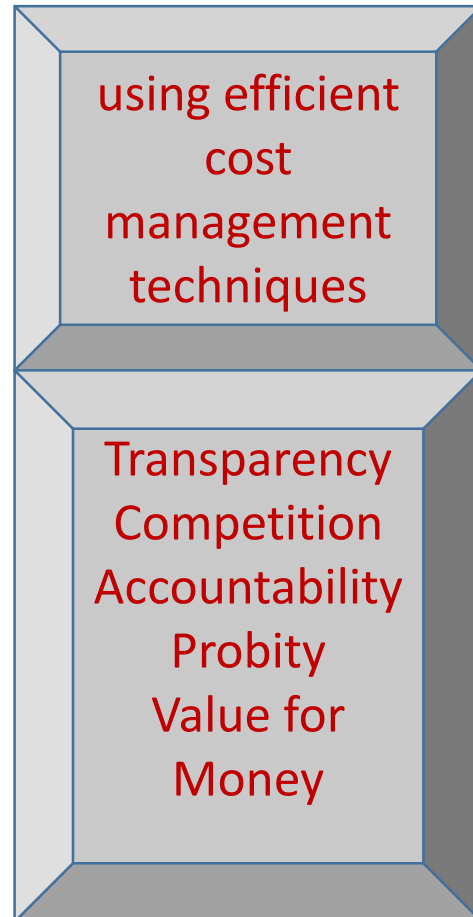 using efficient
cost
management
techniques
Transparency
Competition
Accountability
Probity
Value for
Money